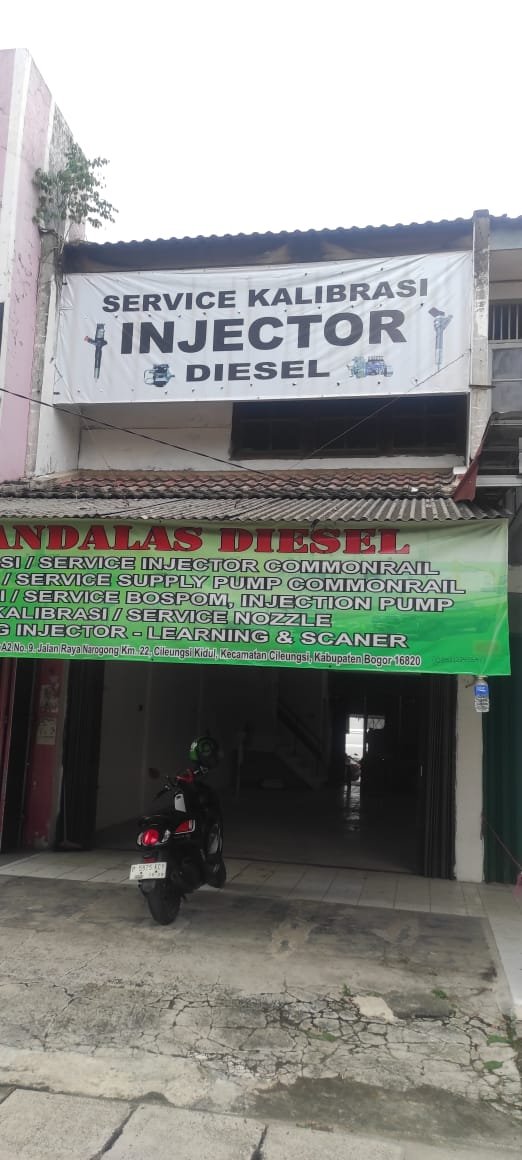 SERVICE KALIBRASI
INJECTOR
DIESEL
ANDALAS DIESEL
SI / SERVICE INJECTOR COMMONRAIL
/ SERVICE SUPPLY PUMP COMMONRAIL
I / SERVICE BOSPOM, INJECTION PUMP
KALIBRASI / SERVICE NOZZLE
G INJECTOR - LEARNING & SCANER
A2 No. 9. Jalan Raya Narogong Km. 22, Cileungsi Kidul, Kecamatan Cileungsi, Kabupaten Bogor 16820